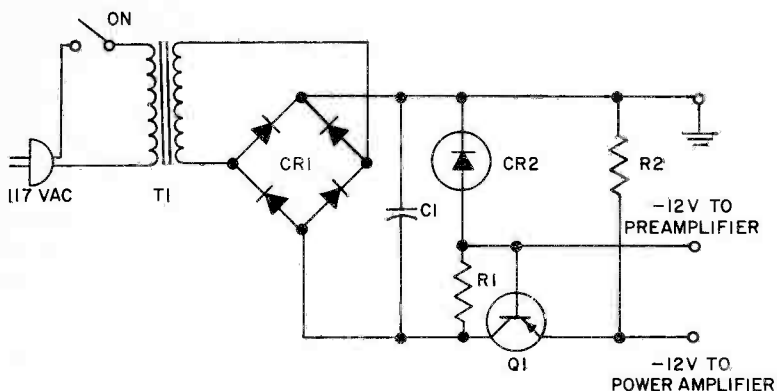 ON
117 VAC
T1
CR1
C1
CR2
R2
-12V TO
PREAMPLIFIER
R1
Q1
-12V TO
POWER AMPLIFIER